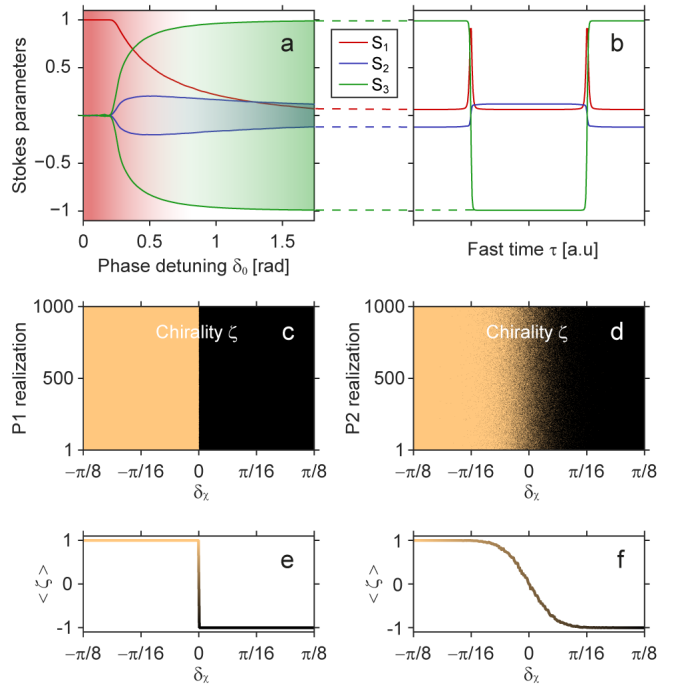 1
0.5
0
−0.5
−1
Stokes parameters
a
0
0.5
1
1.5
Phase detuning δ₀ [rad]
S₁
S₂
S₃
b
Fast time τ [a.u]
1000
500
1
P1 realization
Chirality ζ
c
−π/8
−π/16
0
π/16
π/8
δχ
1000
500
1
P2 realization
Chirality ζ
d
−π/8
−π/16
0
π/16
π/8
δχ
1
0
-1
< ζ >
e
−π/8
−π/16
0
π/16
π/8
δχ
1
0
-1
< ζ >
f
−π/8
−π/16
0
π/16
π/8
δχ